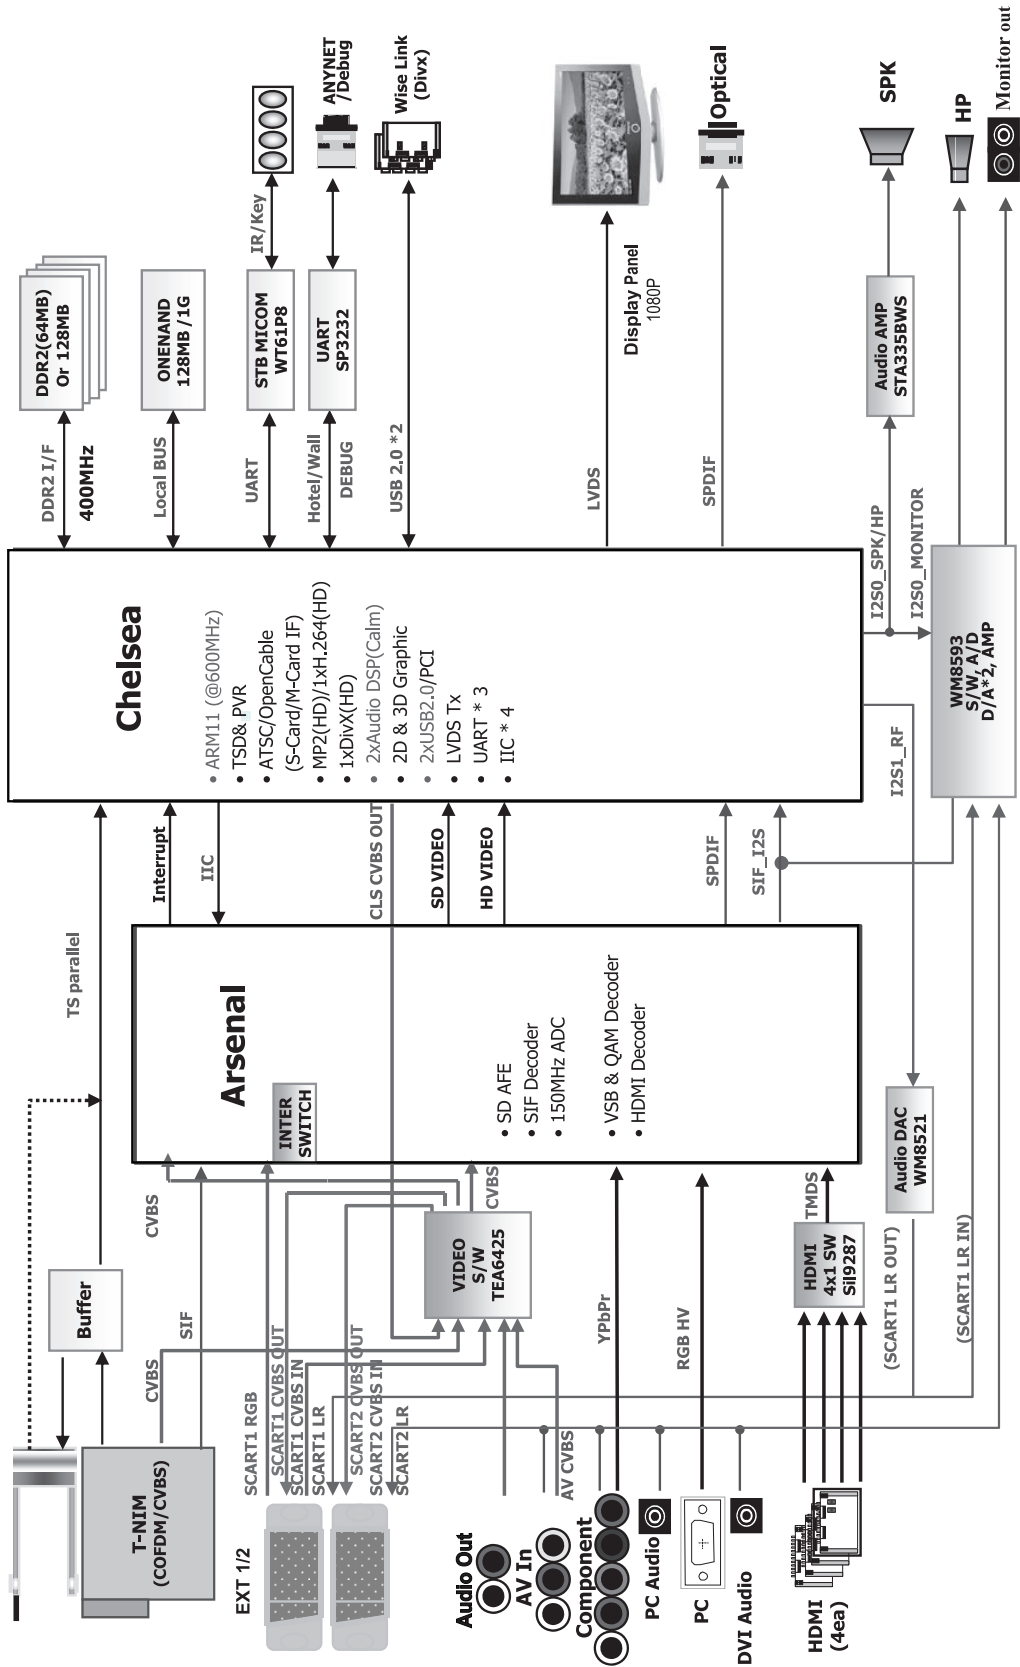 DDR2(64MB)
Or 128MB
ONENAND
128MB /1G
STB MICOM
WT61P8
UART
SP3232
IR/Key
ANYNET
/Debug
Wise Link
(Divx)
DDR2 I/F
400MHz
Local BUS
UART
Hotel/Wall
DEBUG
USB 2.0 *2
LVDS
Display Panel
1080P
SPDIF
Optical
Audio AMP
STA335BWS
SPK
HP
Monitor out
I2S0_SPK/HP
I2S0_MONITOR
WM8593
S/W, A/D
D/A*2, AMP
I2S1_RF
Chelsea
• ARM11 (@600MHz)
• TSD& PVR
• ATSC/OpenCable
(S-Card/M-Card IF)
• MP2(HD)/1xH.264(HD)
• 1xDivX(HD)
• 2xAudio DSP(Calm)
• 2D & 3D Graphic
• 2xUSB2.0/PCI
• LVDS Tx
• UART * 3
• IIC * 4
TS parallel
Interrupt
IIC
CLS CVBS OUT
SD VIDEO
HD VIDEO
SPDIF
SIF_I2S
Arsenal
INTER
SWITCH
• SD AFE
• SIF Decoder
• 150MHz ADC
• VSB & QAM Decoder
• HDMI Decoder
Buffer
CVBS
SIF
CVBS
CVBS
VIDEO
S/W
TEA6425
YPbPr
RGB HV
TMDS
HDMI
4x1 SW
SiI9287
Audio DAC
WM8521
(SCART1 LR OUT)
(SCART1 LR IN)
T-NIM
(COFDM/CVBS)
SCART1 RGB
SCART1 CVBS OUT
SCART1 CVBS IN
SCART1 LR
SCART2 CVBS OUT
SCART2 CVBS IN
SCART2 LR
AV CVBS
EXT 1/2
Audio Out
AV In
Component
PC Audio
PC
DVI Audio
HDMI
(4ea)